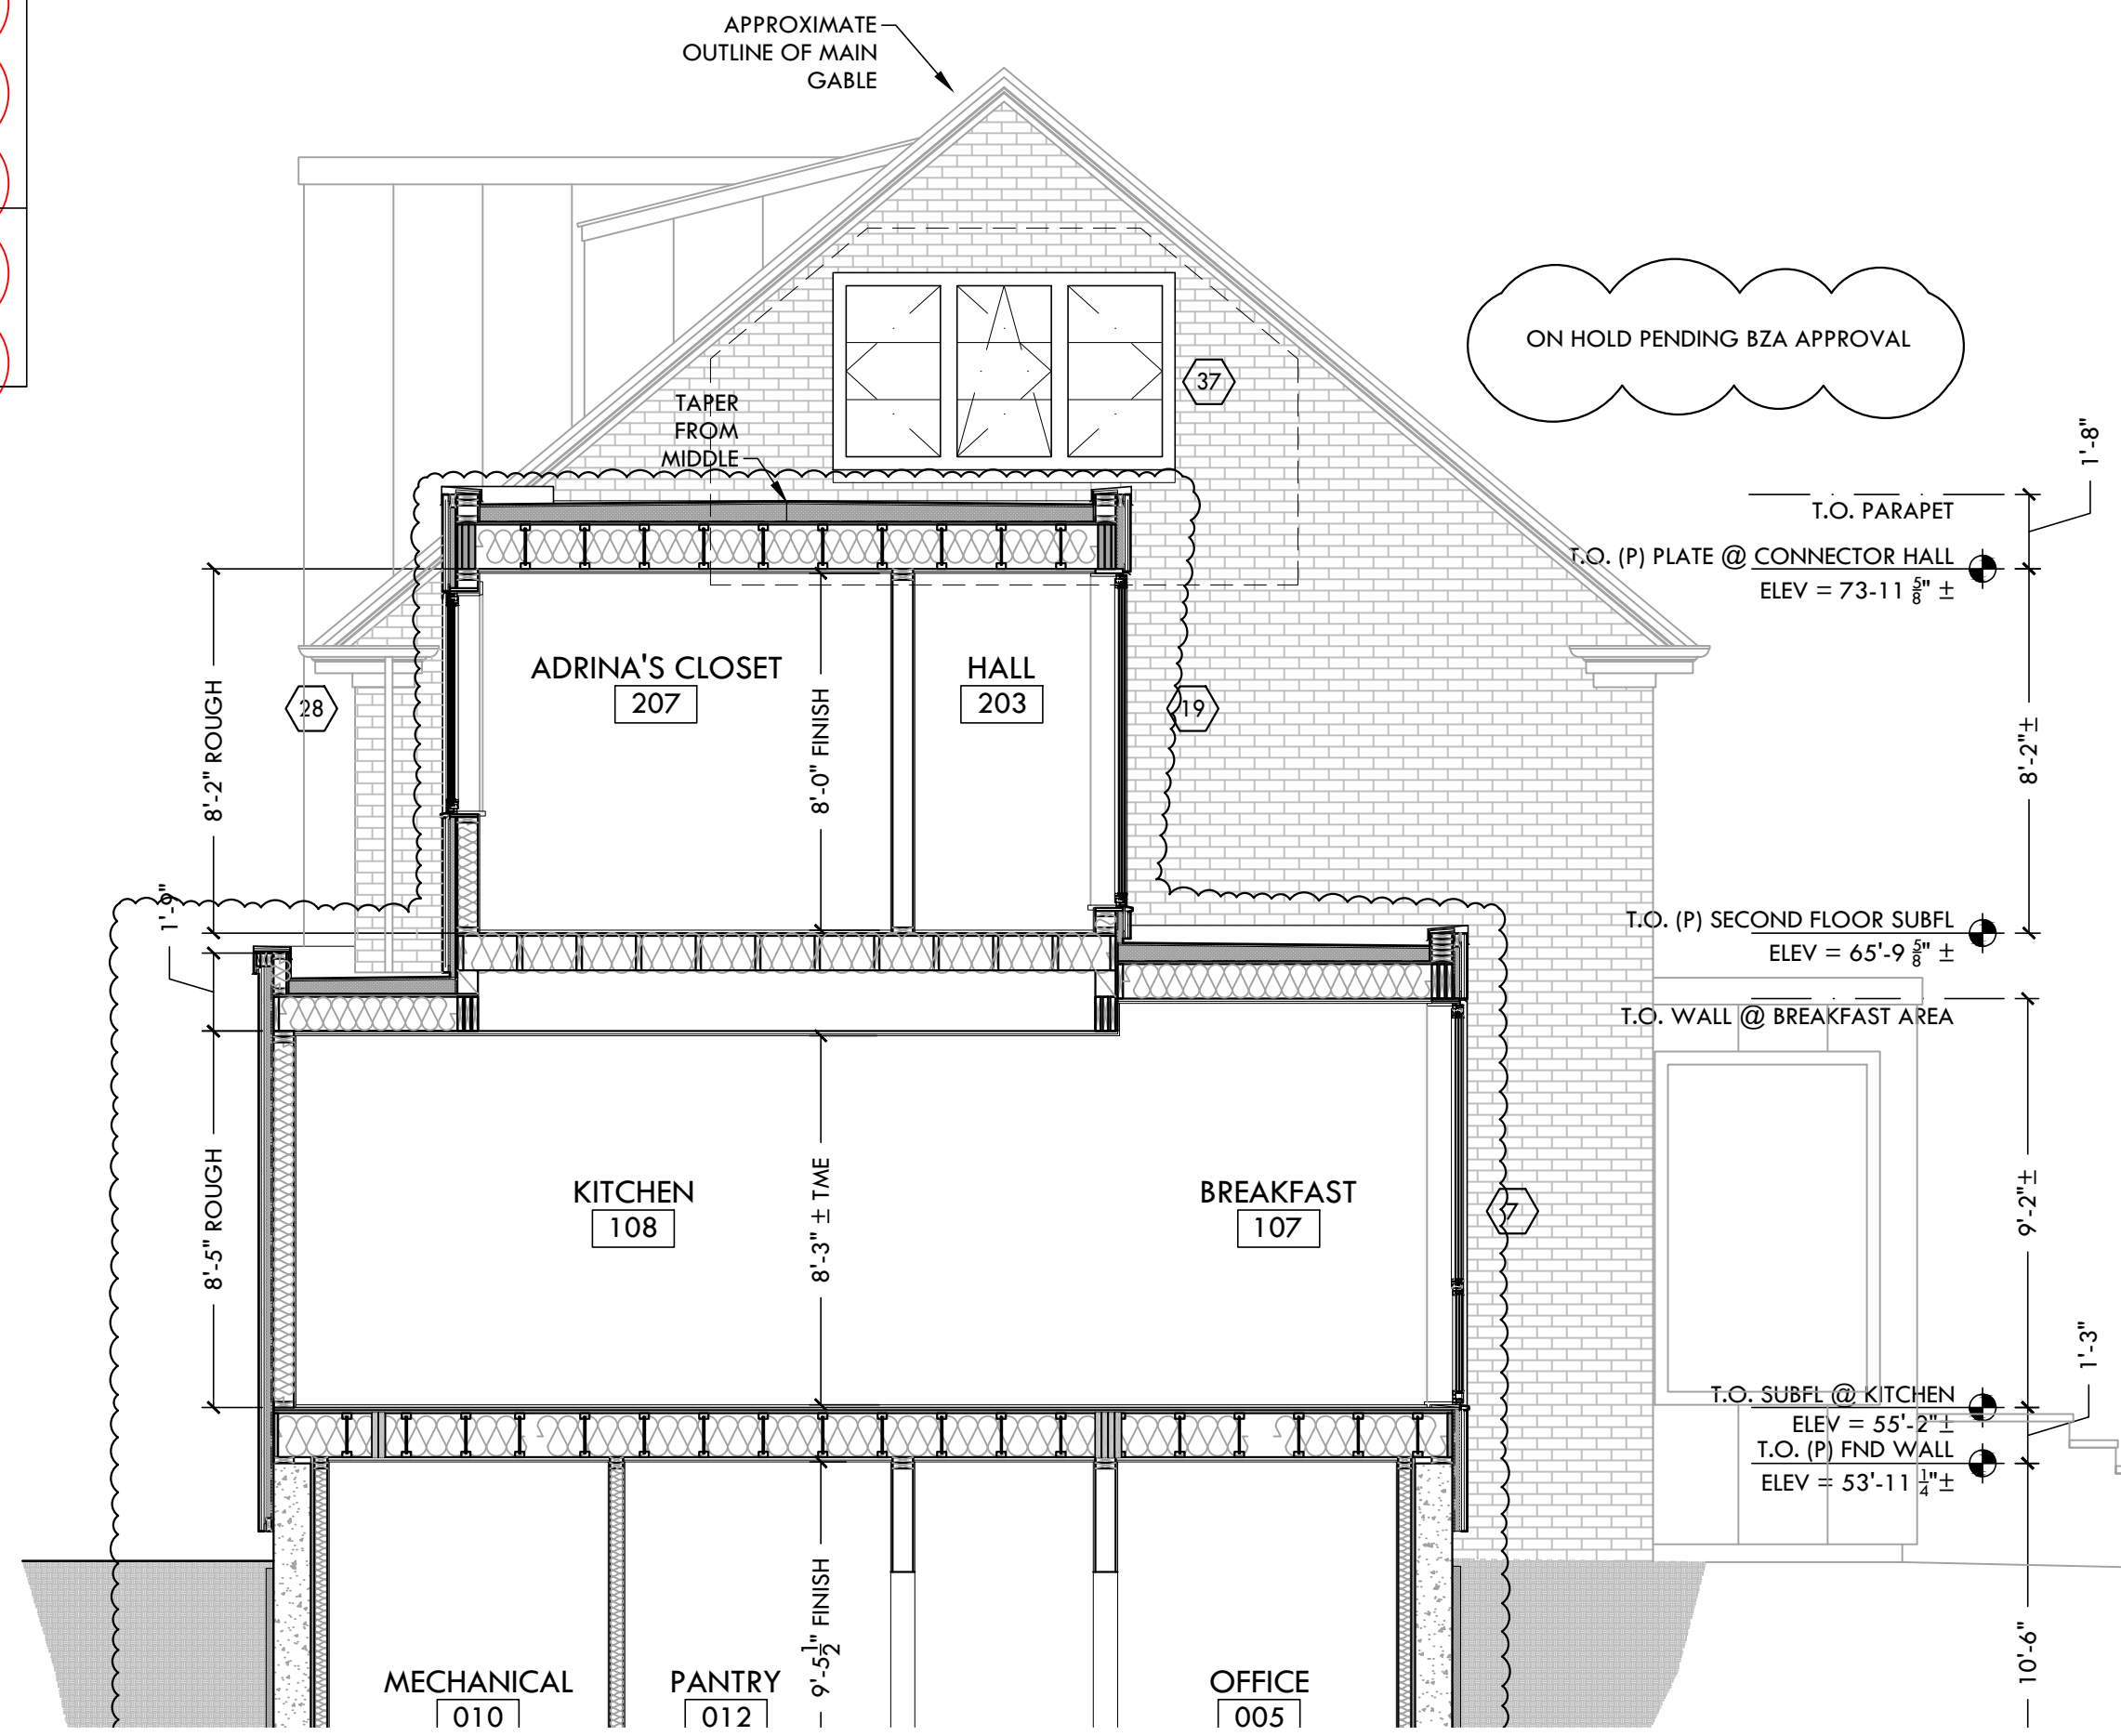 APPROXIMATE
OUTLINE OF MAIN
GABLE
ON HOLD PENDING BZA APPROVAL
37
TAPER
FROM
MIDDLE
1'-8"
T.O. PARAPET
T.O. (P) PLATE @ CONNECTOR HALL
ELEV = 73-11 5/8" ±
ADRINA'S CLOSET
207
HALL
203
28
19
8'-2" ROUGH
8'-0" FINISH
8'-2"±
1'-9"
T.O. (P) SECOND FLOOR SUBFL
ELEV = 65'-9 5/8" ±
T.O. WALL @ BREAKFAST AREA
KITCHEN
108
BREAKFAST
107
7
8'-5" ROUGH
8'-3" ± TME
9'-2"±
1'-3"
T.O. SUBFL @ KITCHEN
ELEV = 55'-2"±
T.O. (P) FND WALL
ELEV = 53'-11 1/4"±
9'-5 1/2" FINISH
10'-6"
MECHANICAL
010
PANTRY
012
OFFICE
005